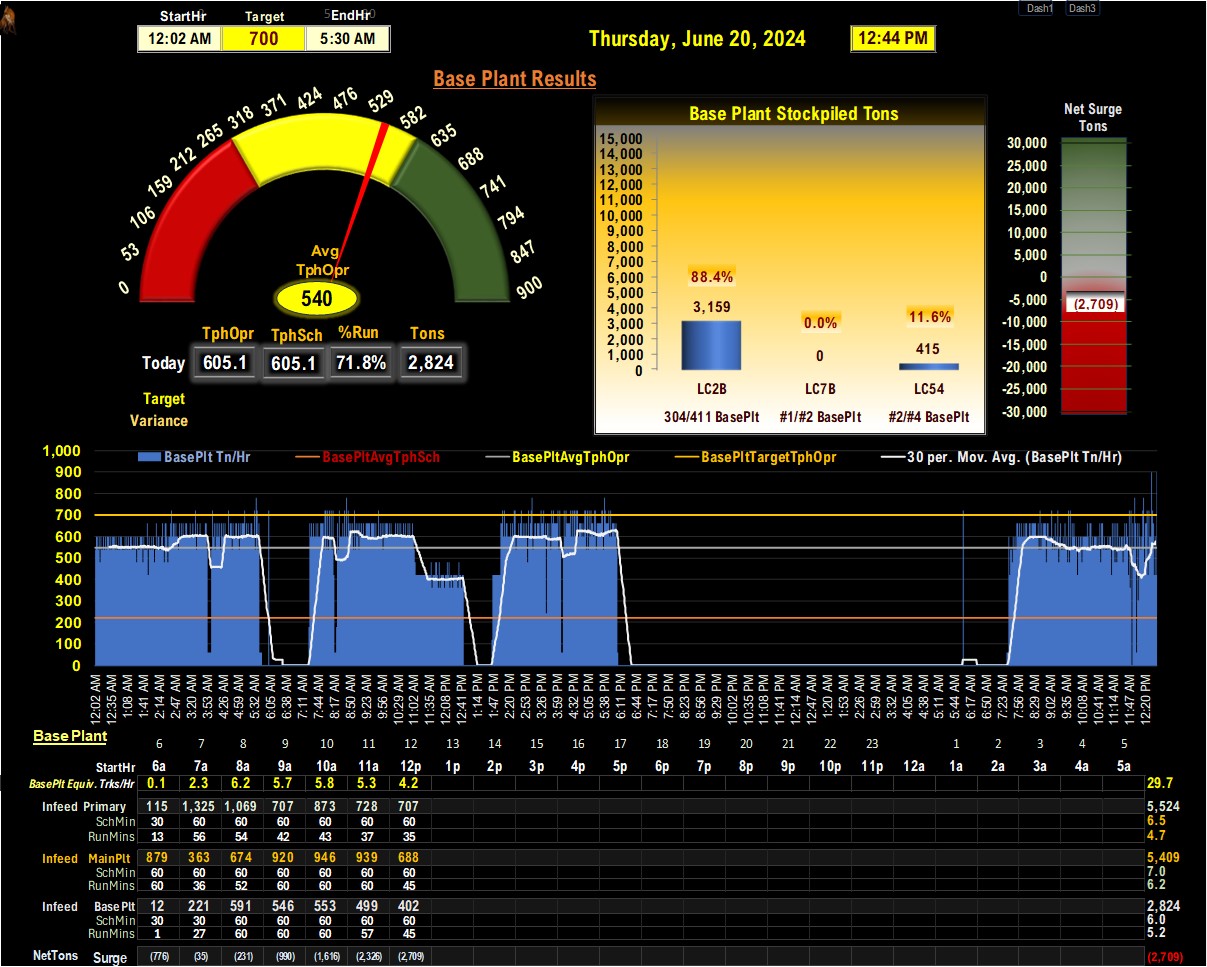 StartHr Target EndHr
12:02 AM 700 5:30 AM
Thursday, June 20, 2024
12:44 PM
Dash1 Dash3
Base Plant Results
0 53 106 159 212 265 318 371 424 476 529 582 635 688 741 794 847 900
Avg
TphOpr
540
TphOpr TphSch %Run Tons
Today 605.1 605.1 71.8% 2,824
Target
Variance
Base Plant Stockpiled Tons
15,000
14,000
13,000
12,000
11,000
10,000
9,000
8,000
7,000
6,000
5,000
4,000
3,000
2,000
1,000
0
88.4% 0.0% 11.6%
3,159 0 415
LC2B LC7B LC54
304/411 BasePlt #1/#2 BasePlt #2/#4 BasePlt
Net Surge
Tons
30,000
25,000
20,000
15,000
10,000
5,000
0
-5,000
-10,000
-15,000
-20,000
-25,000
-30,000
(2,709)
BasePlt Tn/Hr BasePltAvgTphSch BasePltAvgTphOpr BasePltTargetTphOpr 30 per. Mov. Avg. (BasePlt Tn/Hr)
1,000
900
800
700
600
500
400
300
200
100
0
12:02 AM 12:35 AM 1:08 AM 1:41 AM 2:14 AM 2:47 AM 3:20 AM 3:53 AM 4:26 AM 4:59 AM 5:32 AM 6:05 AM 6:38 AM 7:11 AM 7:44 AM 8:17 AM 8:50 AM 9:23 AM 9:56 AM 10:29 AM 11:02 AM 11:35 AM 12:08 PM 12:41 PM 1:14 PM 1:47 PM 2:20 PM 2:53 PM 3:26 PM 3:59 PM 4:32 PM 5:05 PM 5:38 PM 6:11 PM 6:44 PM 7:17 PM 7:50 PM 8:23 PM 8:56 PM 9:29 PM 10:02 PM 10:35 PM 11:08 PM 11:41 PM 12:14 AM 12:47 AM 1:20 AM 1:53 AM 2:26 AM 2:59 AM 3:32 AM 4:05 AM 4:38 AM 5:11 AM 5:44 AM 6:17 AM 6:50 AM 7:23 AM 7:56 AM 8:29 AM 9:02 AM 9:35 AM 10:08 AM 10:41 AM 11:14 AM 11:47 AM 12:20 PM
Base Plant
6 7 8 9 10 11 12 13 14 15 16 17 18 19 20 21 22 23 1 2 3 4 5
StartHr 6a 7a 8a 9a 10a 11a 12p 1p 2p 3p 4p 5p 6p 7p 8p 9p 10p 11p 12a 1a 2a 3a 4a 5a
BasePlt Equiv. Trks/Hr 0.1 2.3 6.2 5.7 5.8 5.3 4.2 29.7
Infeed Primary 115 1,325 1,069 707 873 728 707 5,524
SchMin 30 60 60 60 60 60 60 6.5
RunMins 13 56 54 42 43 37 35 4.7
Infeed MainPlt 879 363 674 920 946 939 688 5,409
SchMin 60 60 60 60 60 60 60 7.0
RunMins 60 36 52 60 60 60 45 6.2
Infeed BasePlt 12 221 591 546 553 499 402 2,824
SchMin 30 30 60 60 60 60 60 6.0
RunMins 1 27 60 60 60 57 45 5.2
NetTons Surge (776) (35) (231) (990) (1,616) (2,326) (2,709) (2,709)